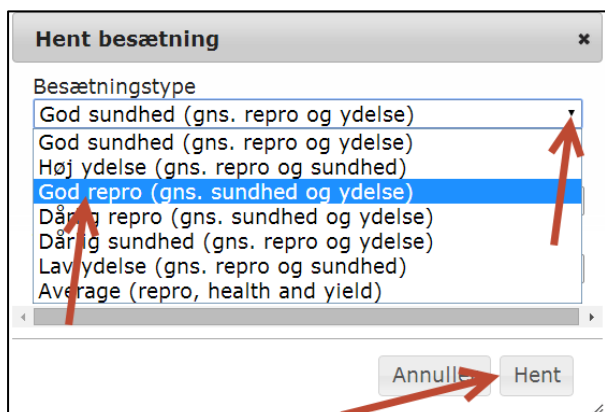 Hent besætning
Besætningstype
God sundhed (gns. repro og ydelse)
God sundhed (gns. repro og ydelse)
Høj ydelse (gns. repro og sundhed)
God repro (gns. sundhed og ydelse)
Dårlig repro (gns. sundhed og ydelse)
Dårlig sundhed (gns. repro og ydelse)
Lav ydelse (gns. repro og sundhed)
Average (repro, health and yield)
Annuller Hent